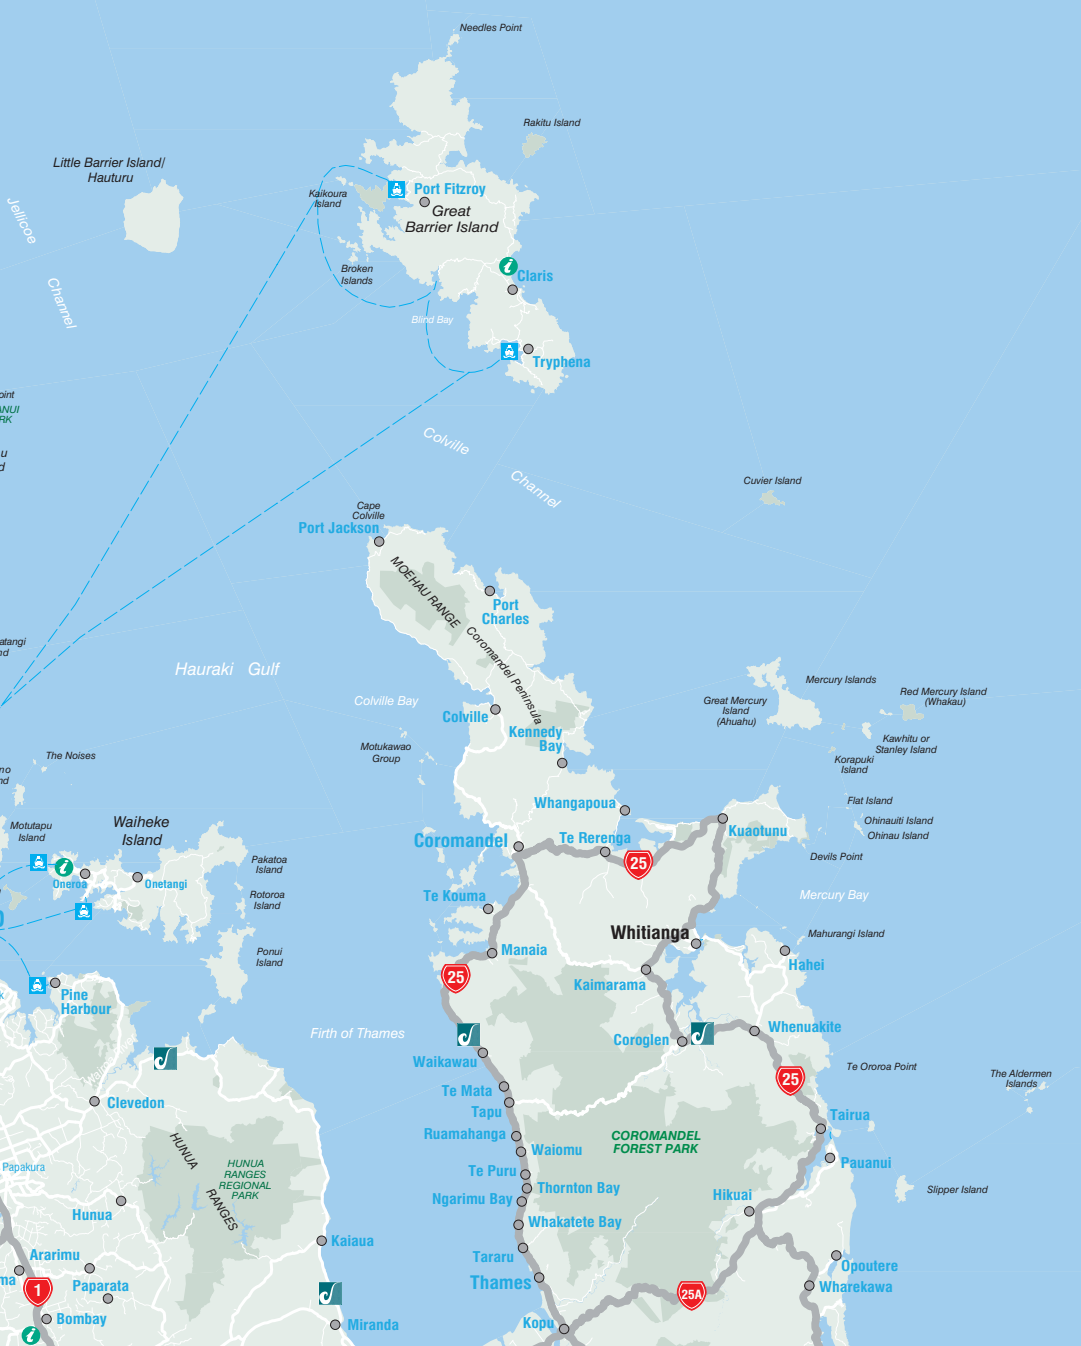 Needles Point
Rakitu Island
Little Barrier Island/
Hauturu
Jellicoe
Channel
Kaikoura
Island
Port Fitzroy
Great
Barrier Island
Broken
Islands
Claris
Blind Bay
Tryphena
Colville
Channel
Cuvier Island
Cape
Colville
Port Jackson
MOEHAU RANGE
Port
Charles
Coromandel Peninsula
Hauraki Gulf
Colville Bay
Colville
Kennedy
Bay
Mercury Islands
Great Mercury
Island
(Ahuahu)
Red Mercury Island
(Whakau)
Kawhitu or
Stanley Island
Korapuki
Island
Motukawao
Group
The Noises
Whangapoua
Flat Island
Ohinauiti Island
Ohinau Island
Kuaotunu
Devils Point
Motutapu
Island
Waiheke
Island
Coromandel
Te Rerenga
25
Pakatoa
Island
Oneroa
Onetangi
Rotoroa
Island
Te Kouma
Mercury Bay
Whitianga
Mahurangi Island
Manaia
Ponui
Island
Hahei
25
Kaimarama
Pine
Harbour
Firth of Thames
Coroglen
Whenuakite
Waikawau
Te Ororoa Point
The Aldermen
Islands
25
Te Mata
Tapu
Clevedon
Tairua
Ruamahanga
Waiomu
COROMANDEL
FOREST PARK
HUNUA
RANGES
HUNUA
RANGES
REGIONAL
PARK
Papakura
Te Puru
Pauanui
Thornton Bay
Ngarimu Bay
Hikuai
Slipper Island
Hunua
Whakatete Bay
Kaiaua
Ararimu
Tararu
Opoutere
Thames
Paparata
1
25A
Wharekawa
Bombay
Miranda
Kopu